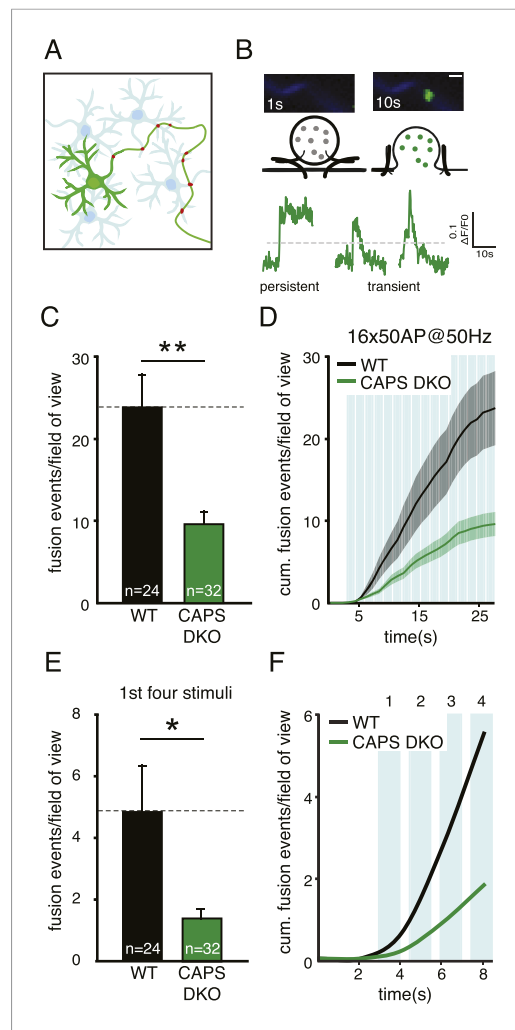 A
B
1s
10s
0.1
ΔF/F0
10s
persistent
transient
C
fusion events/field of view
30
20
10
0
**
n=24
n=32
WT
CAPS
DKO
D
16x50AP@50Hz
WT
CAPS DKO
cum. fusion events/field of view
30
20
10
0
5
15
25
time(s)
E
1st four stimuli
fusion events/field of view
8
6
4
2
0
*
n=24
n=32
WT
CAPS
DKO
F
1 2 3 4
WT
CAPS DKO
cum. fusion events/field of view
6
4
2
0
2 4 6 8
time(s)